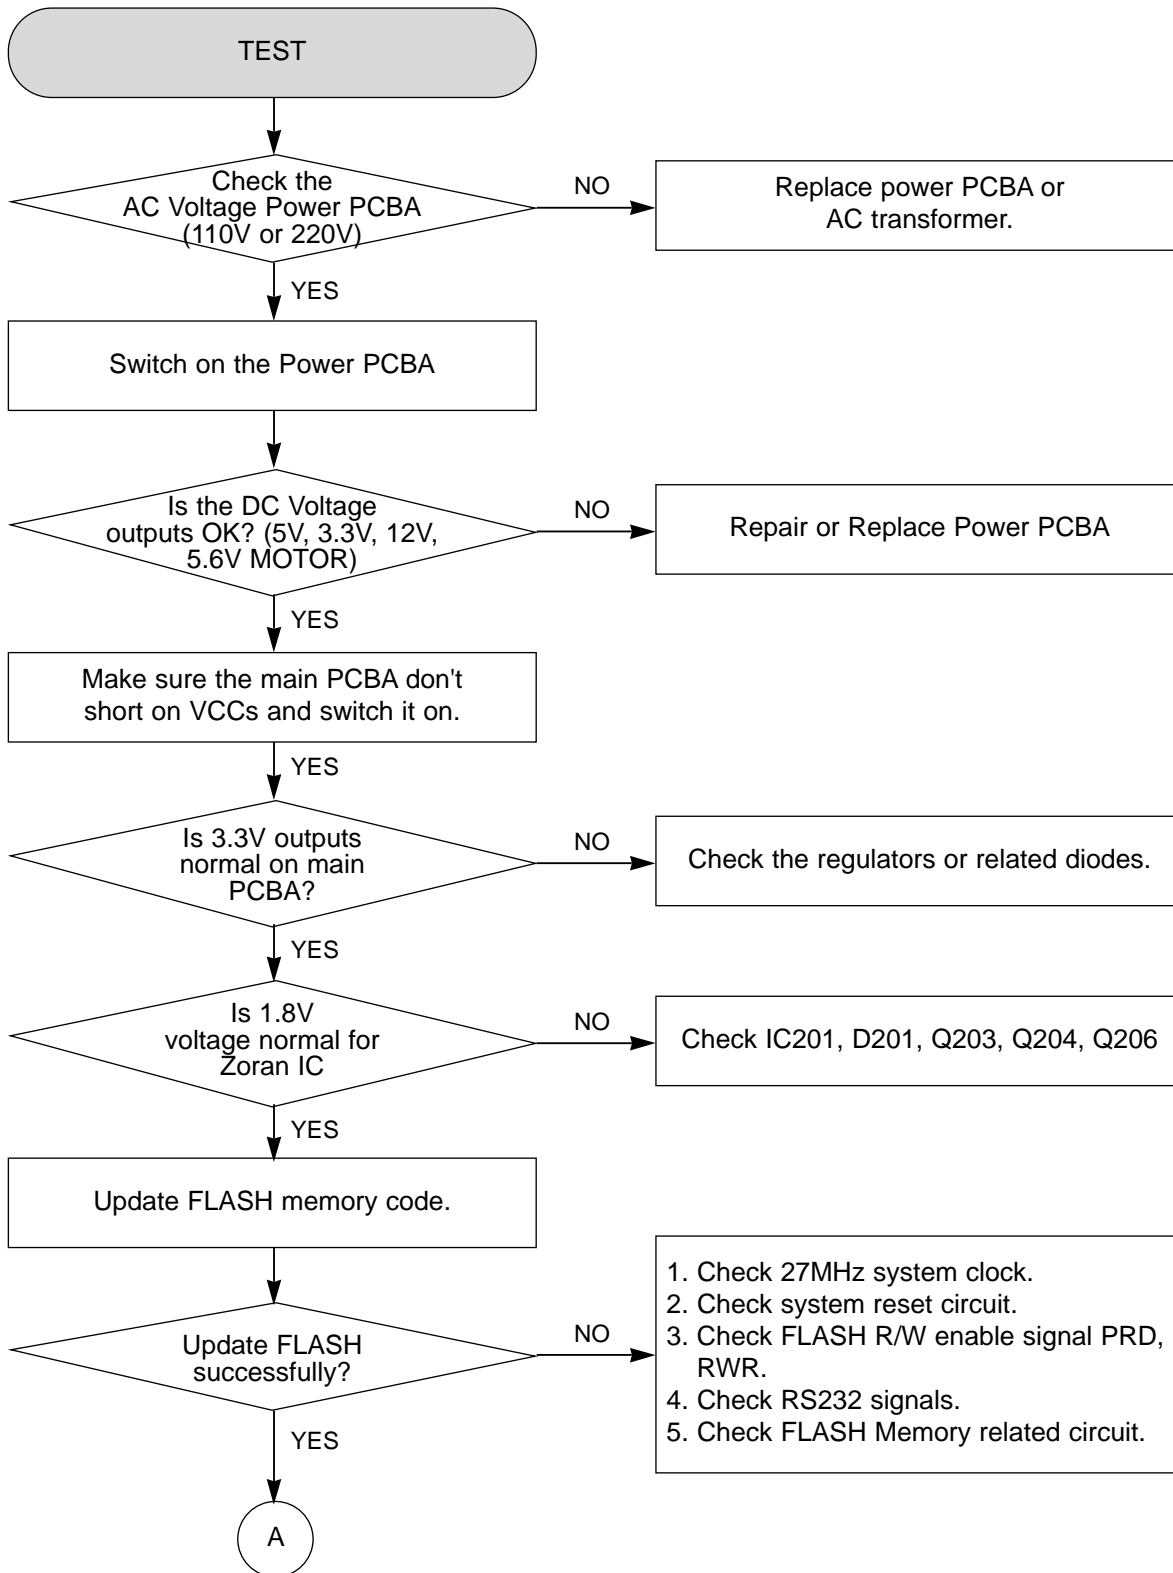 TEST
Check the
AC Voltage Power PCBA
(110V or 220V)
NO
Replace power PCBA or
AC transformer.
YES
Switch on the Power PCBA
Is the DC Voltage
outputs OK? (5V, 3.3V, 12V,
5.6V MOTOR)
NO
Repair or Replace Power PCBA
YES
Make sure the main PCBA don't
short on VCCs and switch it on.
YES
Is 3.3V outputs
normal on main
PCBA?
NO
Check the regulators or related diodes.
YES
Is 1.8V
voltage normal for
Zoran IC
NO
Check IC201, D201, Q203, Q204, Q206
YES
Update FLASH memory code.
Update FLASH
successfully?
NO
1. Check 27MHz system clock.
2. Check system reset circuit.
3. Check FLASH R/W enable signal PRD,
RWR.
4. Check RS232 signals.
5. Check FLASH Memory related circuit.
YES
A